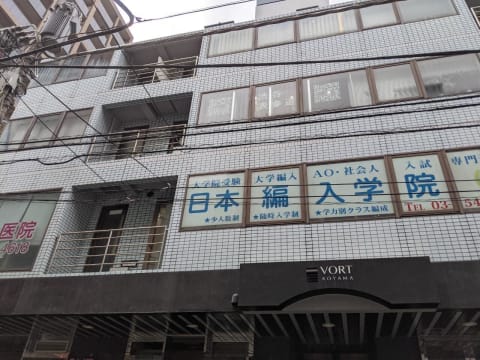 大学院受験 大学編入 AO・社会人 入試 専門
日本編入学院
★少人数制 ★随時入学制 ★学力別クラス編成 TEL 03- 54
医院
VORT
AOYAMA